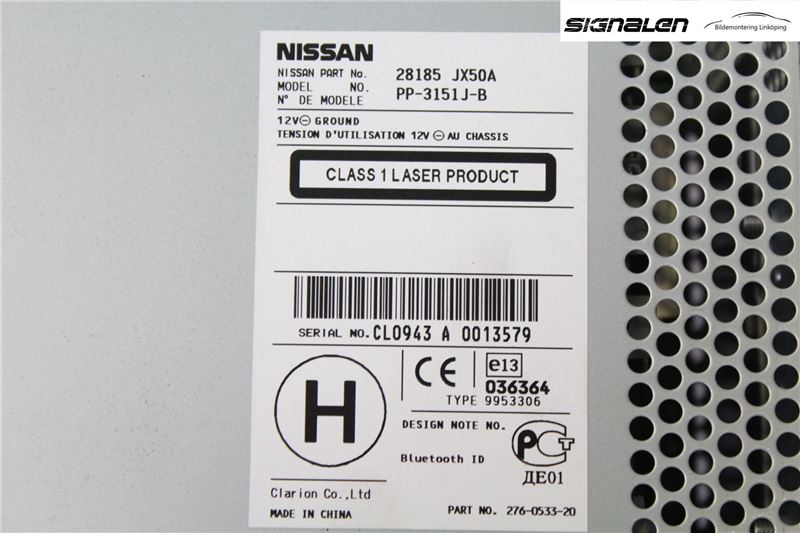 SIGNALEN
Bildemontering Linköping
NISSAN
NISSAN PART No. 28185 JX50A
MODEL NO. PP-3151J-B
N° DE MODELE
12V⊖ GROUND
TENSION D'UTILISATION 12V ⊖ AU CHASSIS
CLASS 1 LASER PRODUCT
SERIAL NO. CL0943 A 0013579
H
CE
e13
036364
TYPE 9953306
DESIGN NOTE NO.
РСТ
Bluetooth ID
ДЕ01
Clarion Co.,Ltd
MADE IN CHINA
PART NO. 276-0533-20